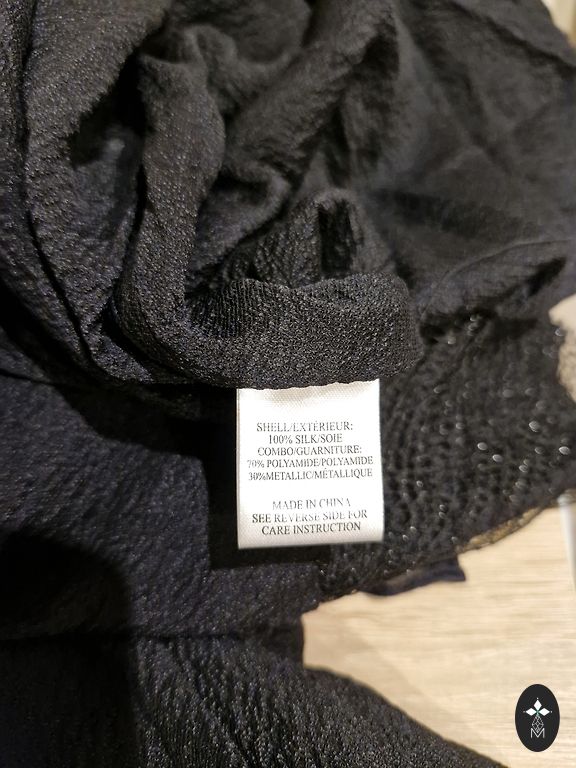 SHELL/EXTÉRIEUR:
100% SILK/SOIE
COMBO/GUARNITURE:
70% POLYAMIDE/POLYAMIDE
30%METALLIC/MÉTALLIQUE
MADE IN CHINA
SEE REVERSE SIDE FOR
CARE INSTRUCTION
M